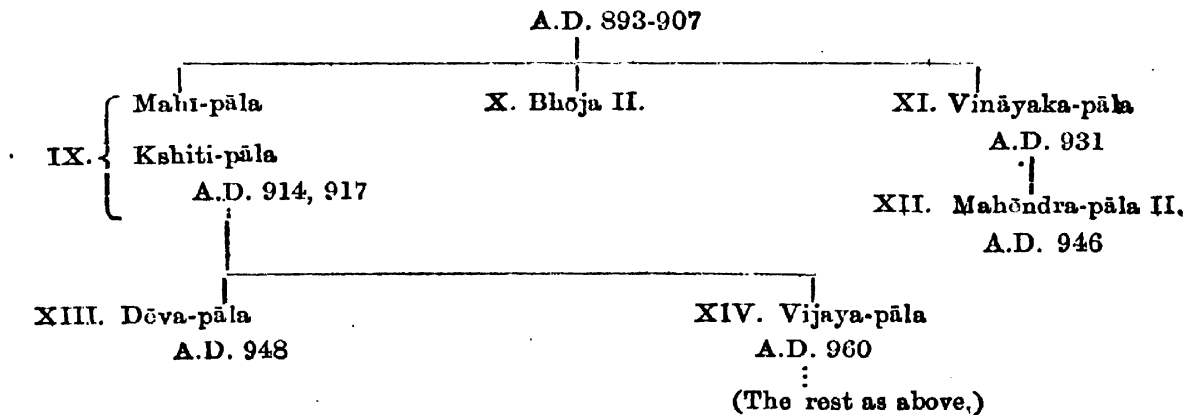 A.D. 893-907
Mahī-pāla X. Bhōja II. XI. Vināyaka-pāla
A.D. 931
IX. Kshiti-pāla
A.D. 914, 917
XII. Mahēndra-pāla II.
A.D. 946
XIII. Dēva-pāla XIV. Vijaya-pāla
A.D. 948 A.D. 960
(The rest as above.)